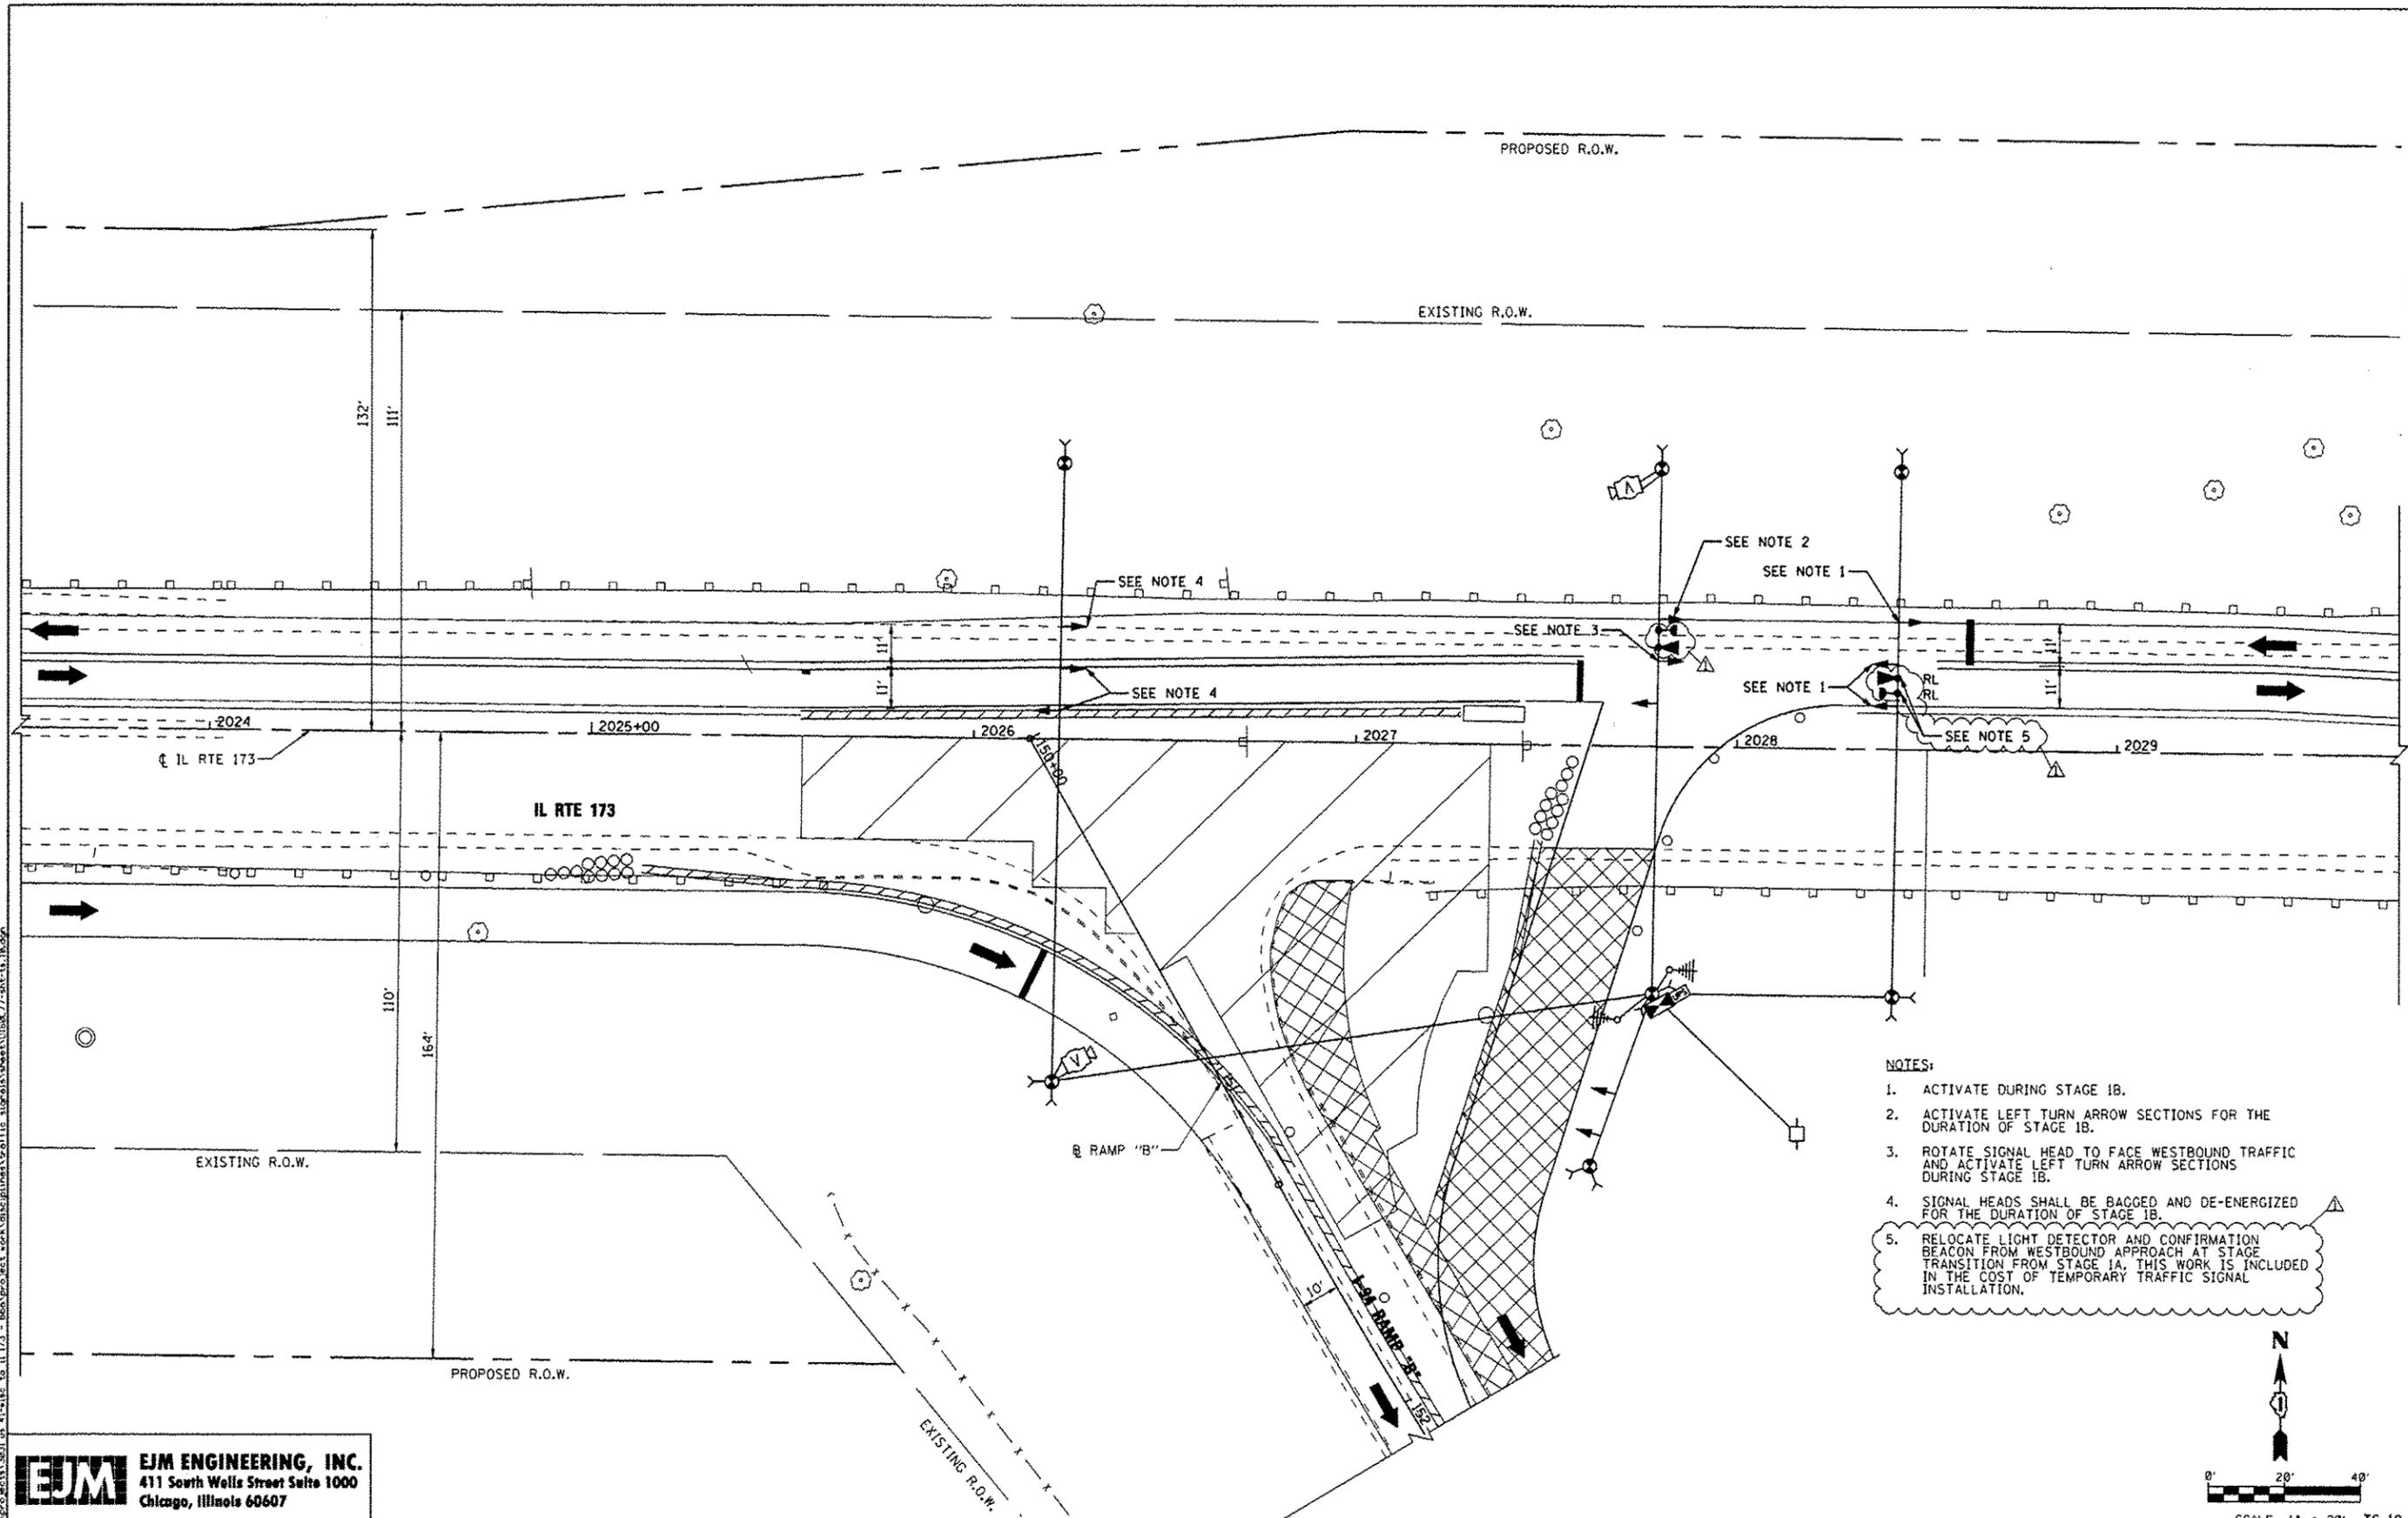 PROPOSED R.O.W.
EXISTING R.O.W.
132'
111'
SEE NOTE 2
SEE NOTE 1
SEE NOTE 4
SEE NOTE 3
11'
11'
11'
11'
SEE NOTE 4
SEE NOTE 1
RL
RL
SEE NOTE 5
1
1
2024
2025+00
2026
2027
2028
2029
150+00
℄ IL RTE 173
IL RTE 173
110'
164'
V
V
UPS
151
BL RAMP "B"
EXISTING R.O.W.
PROPOSED R.O.W.
EXISTING R.O.W.
10'
I-94 RAMP "B"
152
NOTES:
1. ACTIVATE DURING STAGE 1B.
2. ACTIVATE LEFT TURN ARROW SECTIONS FOR THE
DURATION OF STAGE 1B.
3. ROTATE SIGNAL HEAD TO FACE WESTBOUND TRAFFIC
AND ACTIVATE LEFT TURN ARROW SECTIONS
DURING STAGE 1B.
4. SIGNAL HEADS SHALL BE BAGGED AND DE-ENERGIZED
FOR THE DURATION OF STAGE 1B.
1
5. RELOCATE LIGHT DETECTOR AND CONFIRMATION
BEACON FROM WESTBOUND APPROACH AT STAGE
TRANSITION FROM STAGE 1A. THIS WORK IS INCLUDED
IN THE COST OF TEMPORARY TRAFFIC SIGNAL
INSTALLATION.
N
0' 20' 40'
EJM
EJM ENGINEERING, INC.
411 South Wells Street Suite 1000
Chicago, Illinois 60607